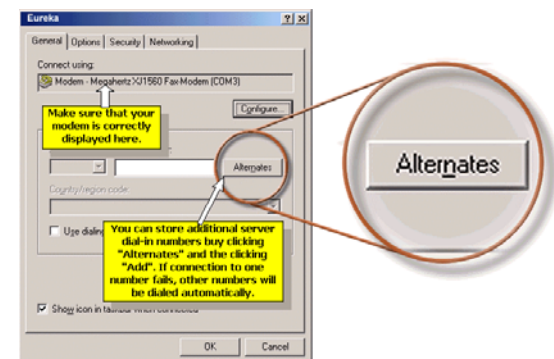 Eureka
General Options Security Networking
Connect using:
Modem - Megahertz XJ1560 Fax-Modem (COM3)
Configure...
Make sure that your
modem is correctly
displayed here.
Alternates
Alternates
Country/region code:
You can store additional server
dial-in numbers buy clicking
"Alternates" and the clicking
"Add". If connection to one
number fails, other numbers will
be dialed automatically.
Use dialing
Show icon in taskbar when connected
OK Cancel